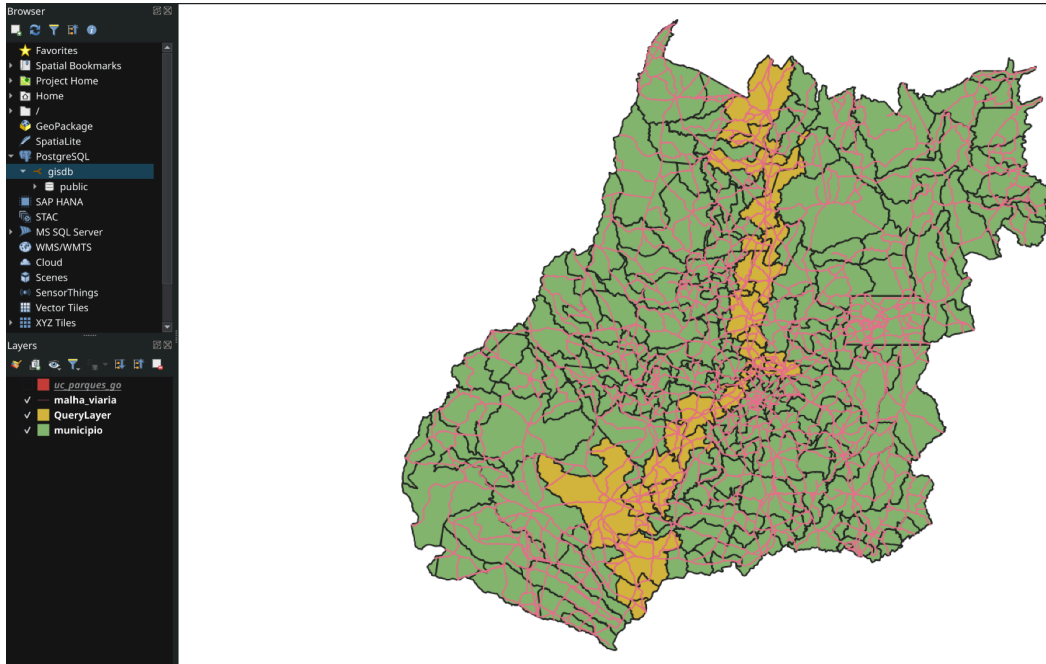 Browser
Favorites
Spatial Bookmarks
Project Home
Home
/
GeoPackage
SpatiaLite
PostgreSQL
gisdb
public
SAP HANA
STAC
MS SQL Server
WMS/WMTS
Cloud
Scenes
SensorThings
Vector Tiles
XYZ Tiles
Layers
uc_parques_go
malha_viaria
QueryLayer
municipio